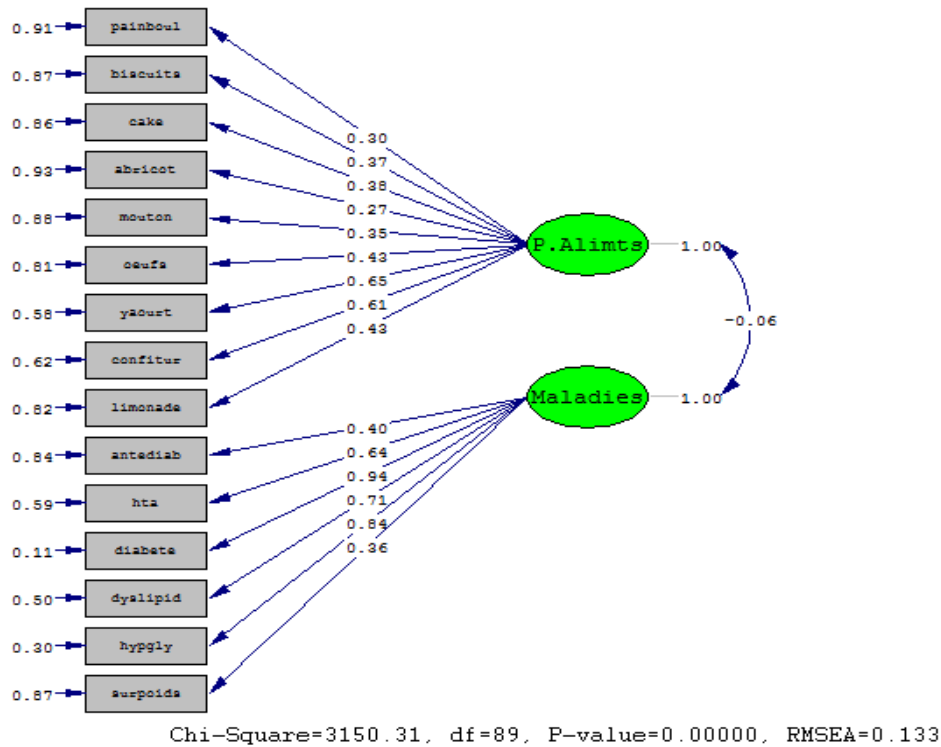 0.91 painboul
0.87 biscuits
0.86 cake
0.93 abricot
0.88 mouton
0.81 oeufs
0.58 yaourt
0.62 confitur
0.82 limonade
0.84 antediab
0.59 hta
0.11 diabete
0.50 dyslipid
0.30 hypgly
0.87 surpoids
0.30
0.37
0.38
0.27
0.35
0.43
0.65
0.61
0.43
0.40
0.64
0.94
0.71
0.84
0.36
P.Alimts 1.00
-0.06
Maladies 1.00
Chi-Square=3150.31, df=89, P-value=0.00000, RMSEA=0.133